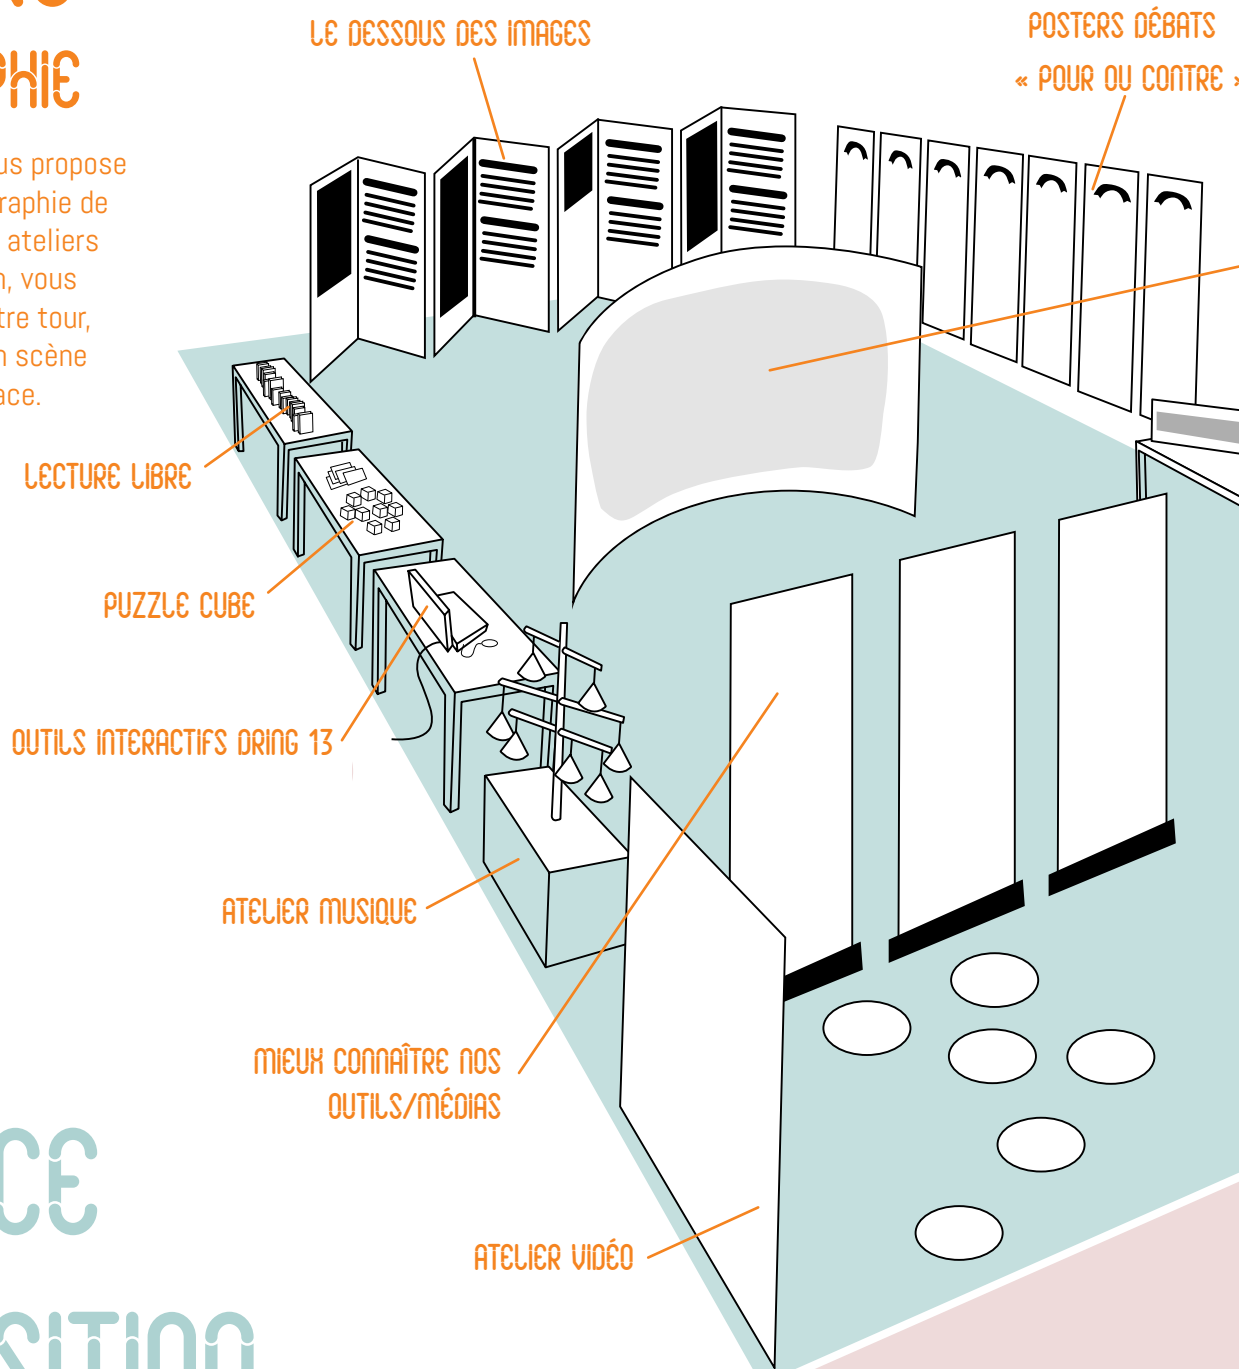 PHIE
us propose
raphie de
ateliers
n, vous
tre tour,
n scène
ace.
LE DESSOUS DES IMAGES
POSTERS DÉBATS
« POUR OU CONTRE »
LECTURE LIBRE
PUZZLE CUBE
OUTILS INTERACTIFS DRING 13
ATELIER MUSIQUE
MIEUX CONNAÎTRE NOS
OUTILS/MÉDIAS
ATELIER VIDÉO
CE
SITION